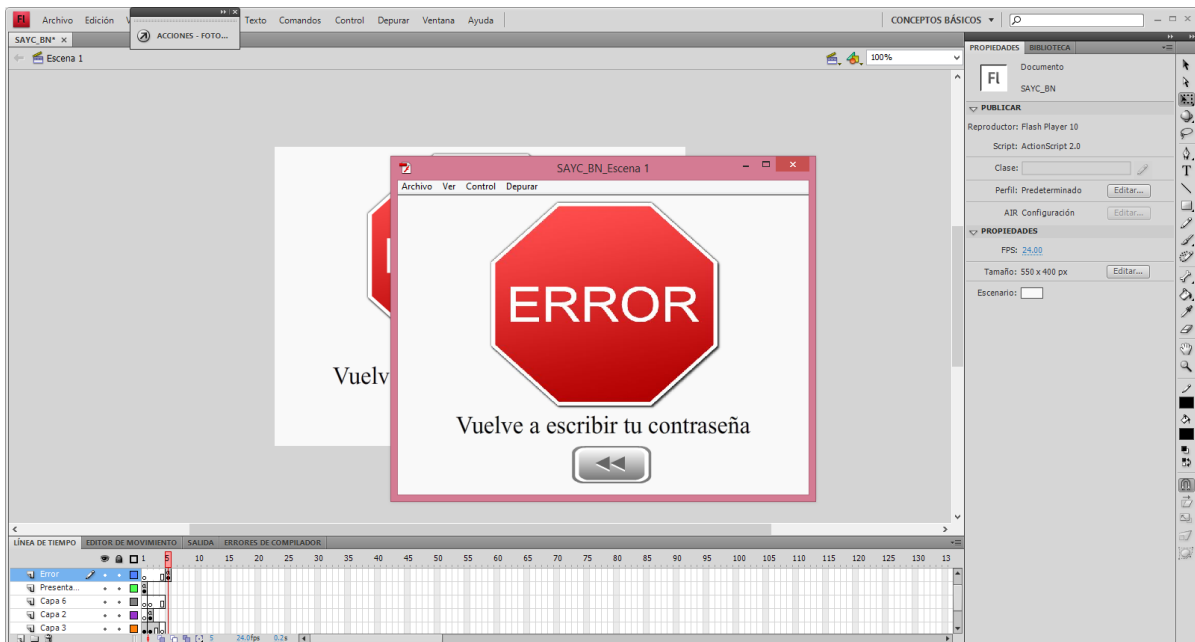 Fl Archivo Edición V Texto Comandos Control Depurar Ventana Ayuda CONCEPTOS BÁSICOS
ACCIONES - FOTO...
SAYC_BN* ×
Escena 1 100%
PROPIEDADES BIBLIOTECA
Fl Documento
SAYC_BN
PUBLICAR
Reproductor: Flash Player 10
Script: ActionScript 2.0
Clase:
Perfil: Predeterminado Editar...
AIR Configuración Editar...
PROPIEDADES
FPS: 24.00
Tamaño: 550 x 400 px Editar...
Escenario:
Vuelv
SAYC_BN_Escena 1
Archivo Ver Control Depurar
ERROR
Vuelve a escribir tu contraseña
LÍNEA DE TIEMPO EDITOR DE MOVIMIENTO SALIDA ERRORES DE COMPILADOR
1 5 10 15 20 25 30 35 40 45 50 55 60 65 70 75 80 85 90 95 100 105 110 115 120 125 130 13
Error
Presenta...
Capa 6
Capa 2
Capa 3
5 24.0fps 0.2s